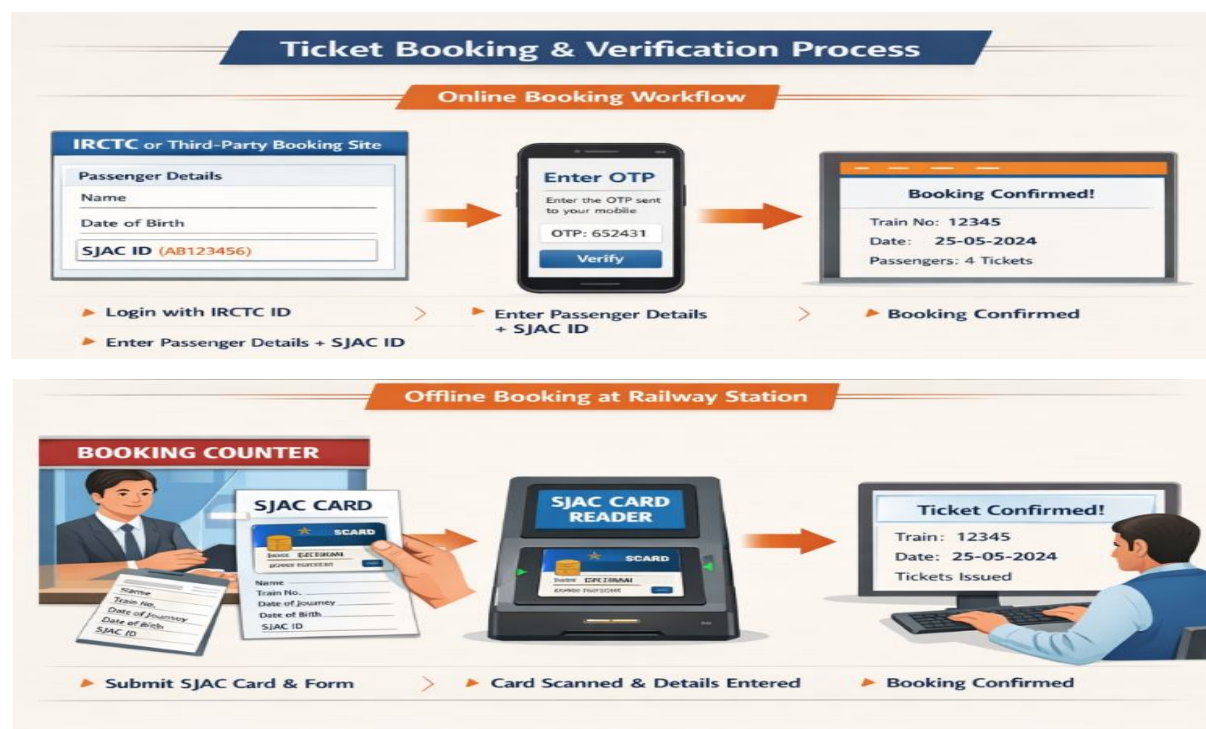 Ticket Booking & Verification Process
Online Booking Workflow
IRCTC or Third-Party Booking Site
Passenger Details
Name
Date of Birth
SJAC ID (AB123456)
Enter OTP
Enter the OTP sent
to your mobile
OTP: 652431
Verify
Booking Confirmed!
Train No: 12345
Date: 25-05-2024
Passengers: 4 Tickets
Login with IRCTC ID
Enter Passenger Details + SJAC ID
Enter Passenger Details
+ SJAC ID
Booking Confirmed
Offline Booking at Railway Station
BOOKING COUNTER
Name
Train No.
Date of Journey
Date of Birth
SJAC ID
SJAC CARD
SCARD
Name
Train No.
Date of Journey
Date of Birth
SJAC ID
SJAC CARD
READER
SCARD
Ticket Confirmed!
Train: 12345
Date: 25-05-2024
Tickets Issued
Submit SJAC Card & Form
Card Scanned & Details Entered
Booking Confirmed